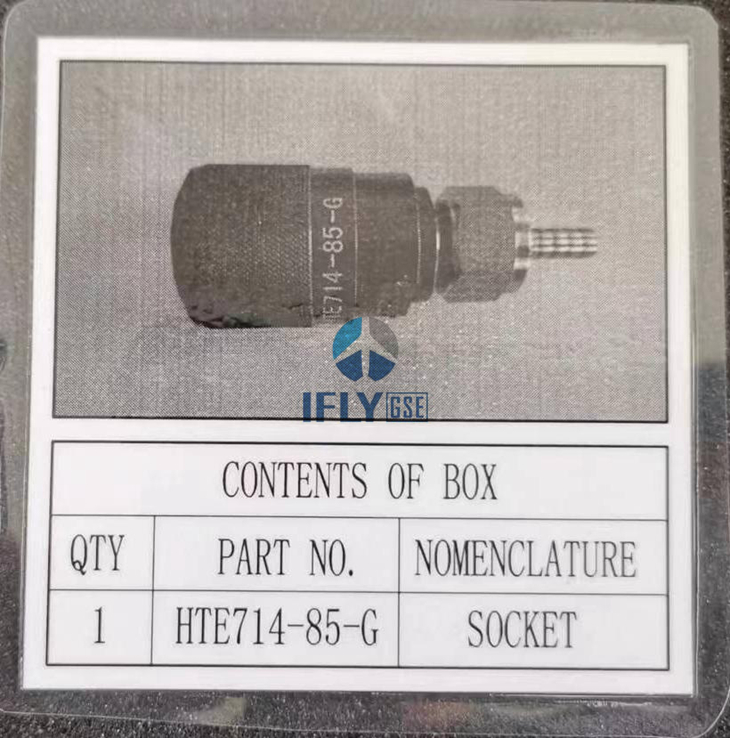 HTE714-85-G
IFLY GSE
CONTENTS OF BOX
QTY PART NO. NOMENCLATURE
1 HTE714-85-G SOCKET